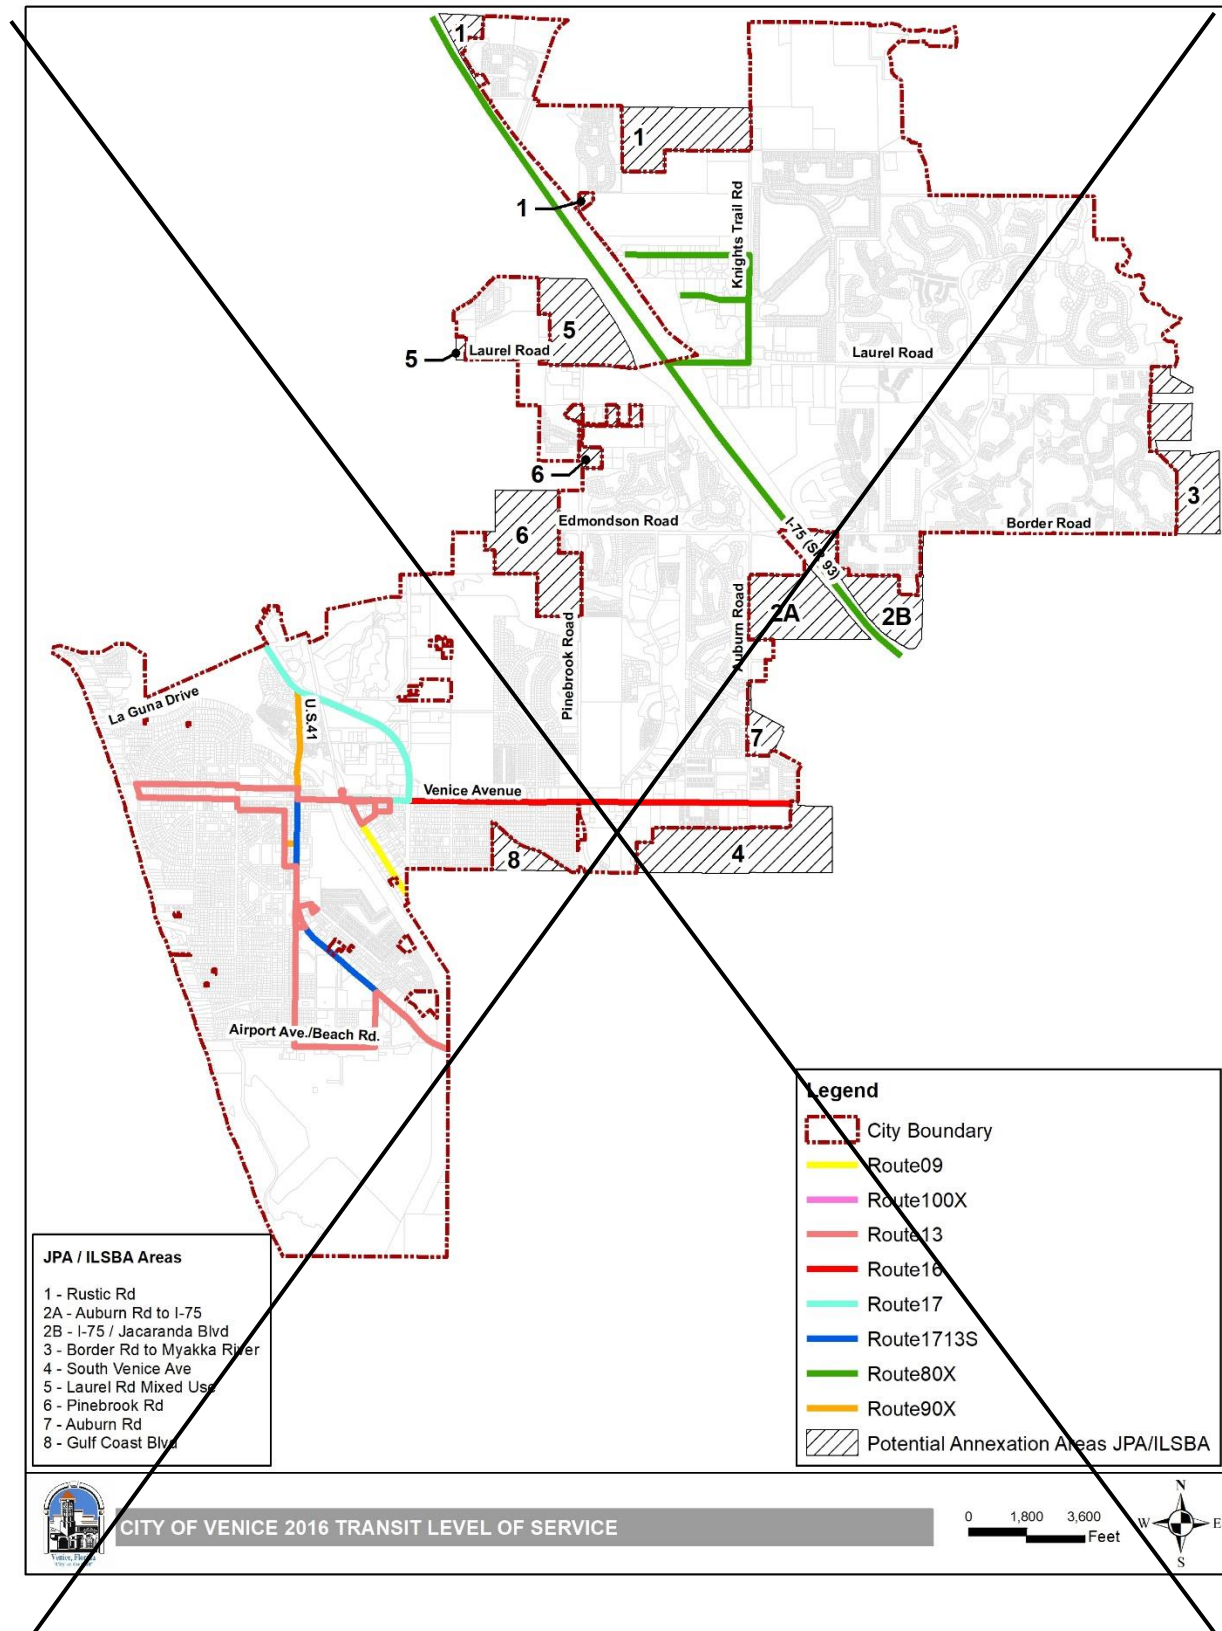 1
1
1
Knights Trail Rd
5
5
Laurel Road
Laurel Road
6
3
6
Edmondson Road
Border Road
I-75 (SR 93)
2A
2B
Auburn Road
Pinebrook Road
La Guna Drive
U.S.41
7
Venice Avenue
8
4
Airport Ave./Beach Rd.
Legend
City Boundary
Route09
Route100X
Route13
Route16
Route17
Route1713S
Route80X
Route90X
Potential Annexation Areas JPA/ILSBA
JPA / ILSBA Areas
1 - Rustic Rd
2A - Auburn Rd to I-75
2B - I-75 / Jacaranda Blvd
3 - Border Rd to Myakka River
4 - South Venice Ave
5 - Laurel Rd Mixed Use
6 - Pinebrook Rd
7 - Auburn Rd
8 - Gulf Coast Blvd
Venice, Florida
CITY OF VENICE 2016 TRANSIT LEVEL OF SERVICE
0 1,800 3,600
Feet
N
W E
S